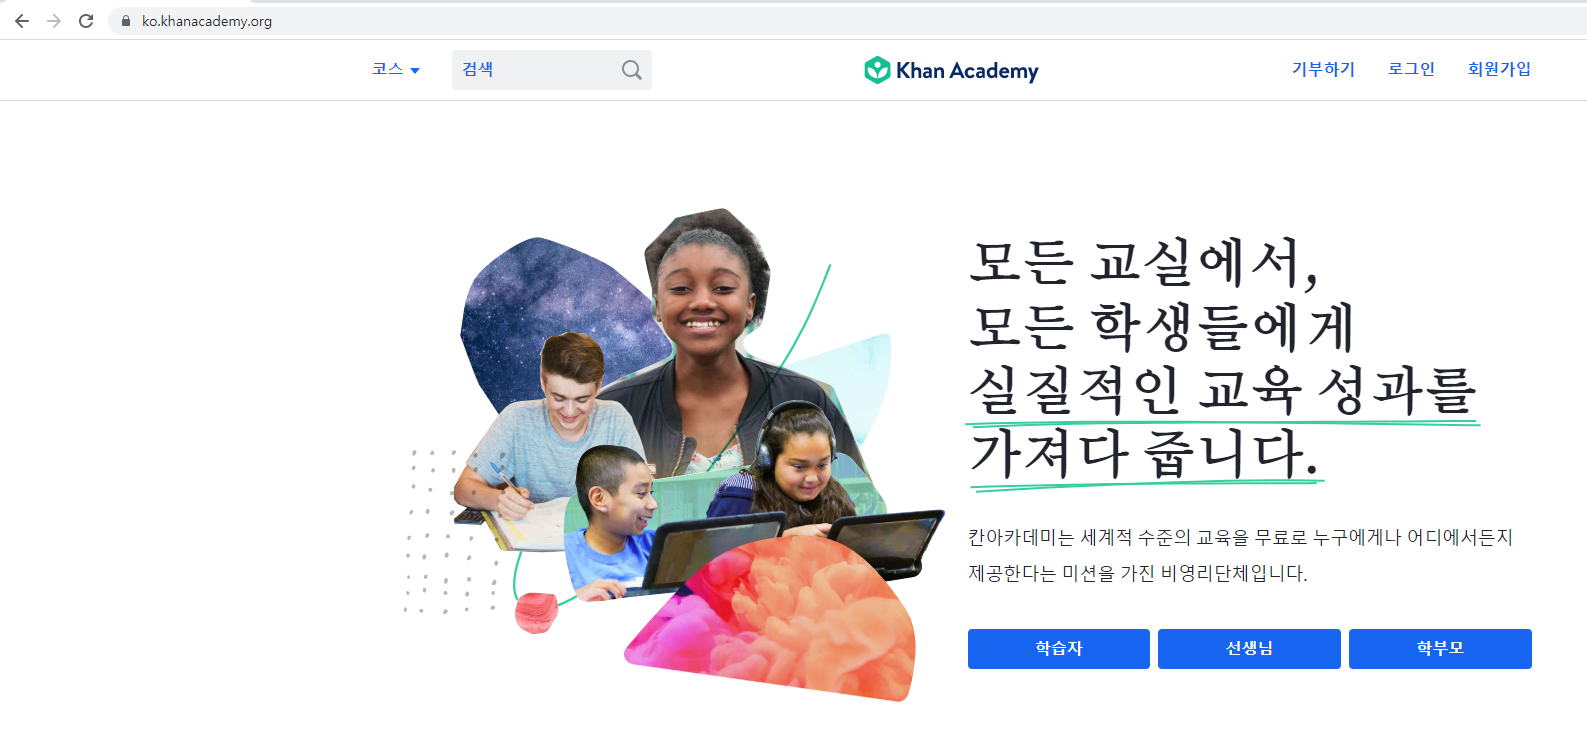 ko.khanacademy.org
코스
검색
Khan Academy
기부하기
로그인
회원가입
모든 교실에서,
모든 학생들에게
실질적인 교육 성과를
가져다 줍니다.
칸아카데미는 세계적 수준의 교육을 무료로 누구에게나 어디에서든지
제공한다는 미션을 가진 비영리단체입니다.
학습자
선생님
학부모